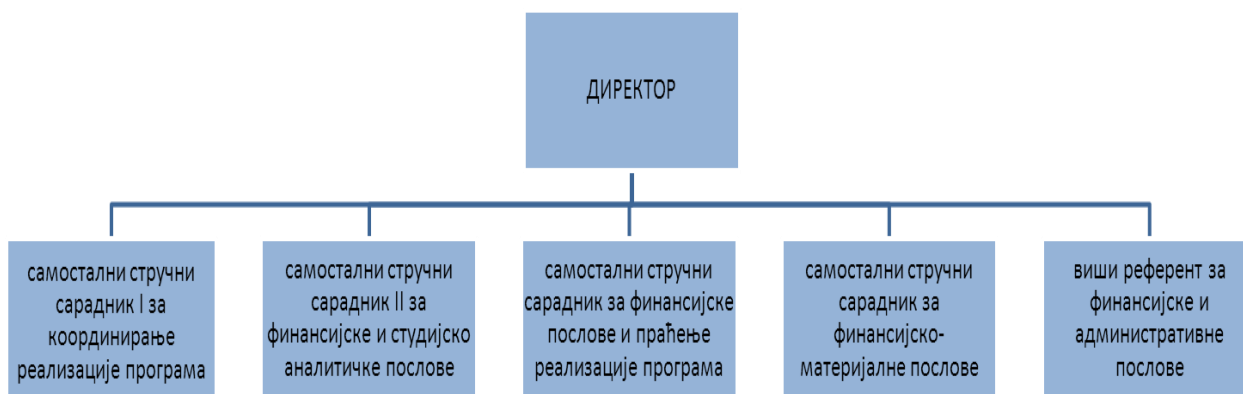 ДИРЕКТОР
самостални стручни
сарадник I за
координирање
реализације програма
самостални стручни
сарадник II за
финансијске и студијско
аналитичке послове
самостални стручни
сарадник за финансијске
послове и праћење
реализације програма
самостални стручни
сарадник за
финансијско-
материјалне послове
виши референт за
финансијске и
административне
послове